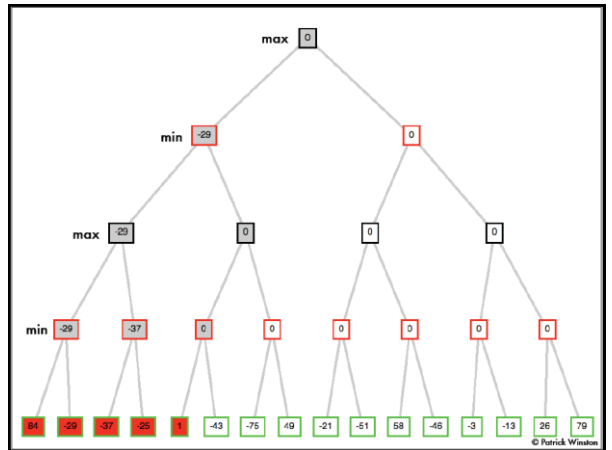 max 0
min -29 0
max -29 0 0 0
min -29 -37 0 0 0 0 0 0
84 -29 -37 -25 1 -43 -75 49 -21 -51 58 -46 -3 -13 26 79
© Patrick Winston